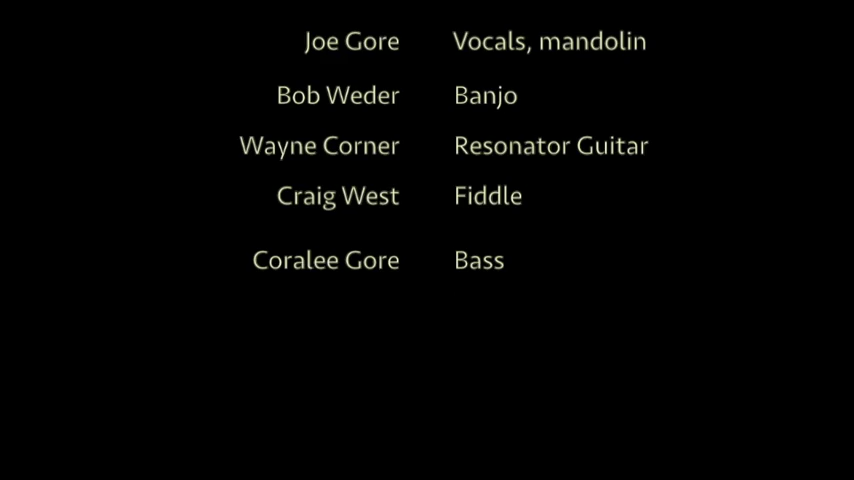 Joe Gore Vocals, mandolin
Bob Weder Banjo
Wayne Corner Resonator Guitar
Craig West Fiddle
Coralee Gore Bass